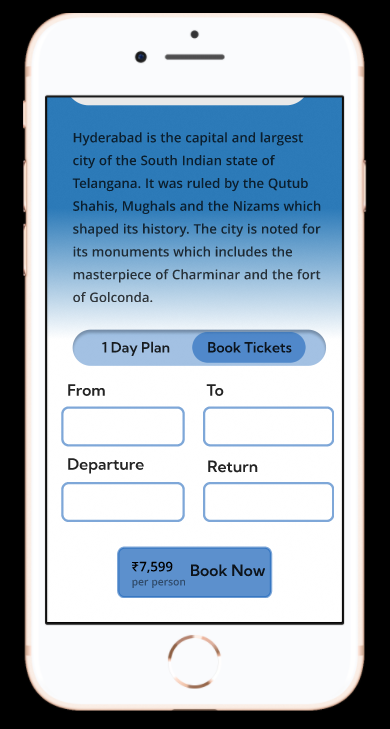 Hyderabad is the capital and largest
city of the South Indian state of
Telangana. It was ruled by the Qutub
Shahis, Mughals and the Nizams which
shaped its history. The city is noted for
its monuments which includes the
masterpiece of Charminar and the fort
of Golconda.
1 Day Plan Book Tickets
From To
Departure Return
₹7,599 Book Now
per person